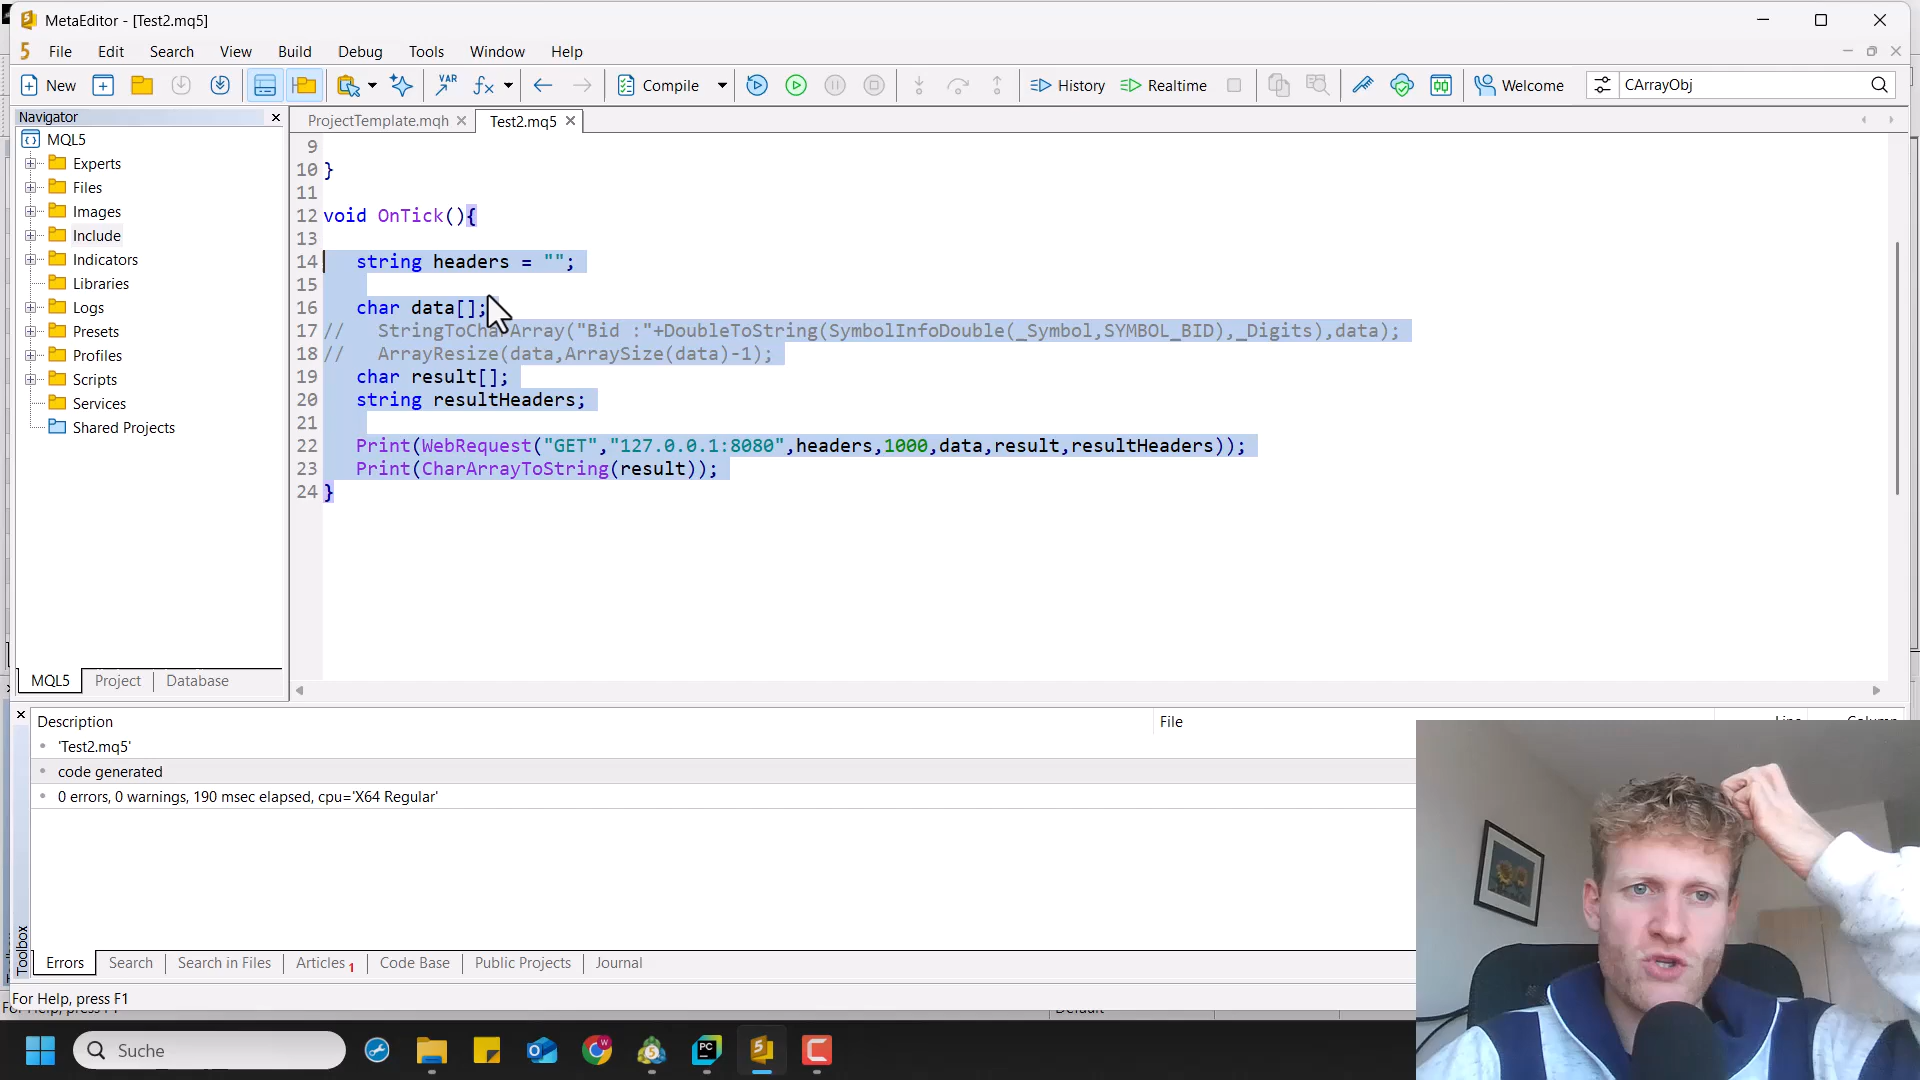 MetaEditor - [Test2.mq5]
5 File Edit Search View Build Debug Tools Window Help
New VAR fx Compile History Realtime Welcome CArrayObj
Navigator
MQL5
Experts
Files
Images
Include
Indicators
Libraries
Logs
Presets
Profiles
Scripts
Services
Shared Projects
MQL5 Project Database
ProjectTemplate.mqh Test2.mq5
9
10 }
11
12 void OnTick(){
13
14 string headers = "";
15
16 char data[];
17 // StringToCharArray("Bid :"+DoubleToString(SymbolInfoDouble(_Symbol,SYMBOL_BID),_Digits),data);
18 // ArrayResize(data,ArraySize(data)-1);
19 char result[];
20 string resultHeaders;
21
22 Print(WebRequest("GET","127.0.0.1:8080",headers,1000,data,result,resultHeaders));
23 Print(CharArrayToString(result));
24 }
Description File
'Test2.mq5'
code generated
0 errors, 0 warnings, 190 msec elapsed, cpu='X64 Regular'
Toolbox
Errors Search Search in Files Articles 1 Code Base Public Projects Journal
For Help, press F1
Suche
PC